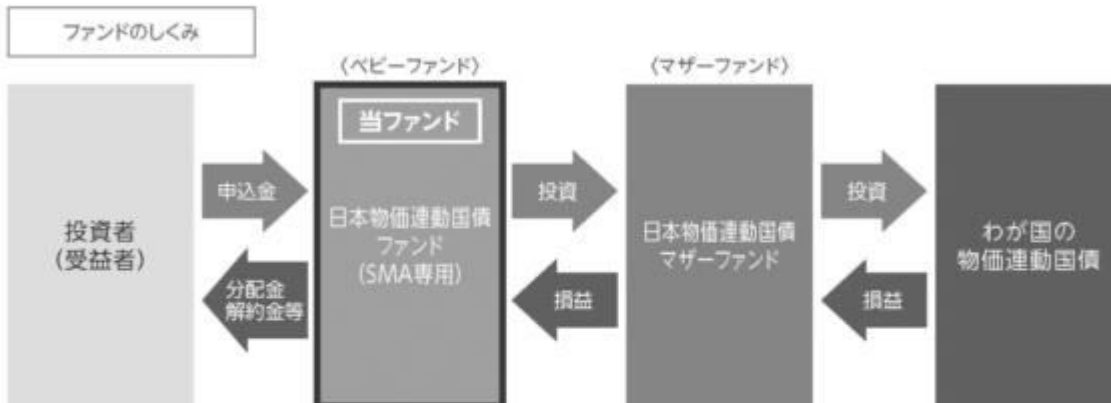 ファンドのしくみ
〈ベビーファンド〉
〈マザーファンド〉
投資者
(受益者)
申込金
分配金
解約金等
当ファンド
日本物価連動国債
ファンド
(SMA専用)
投資
損益
日本物価連動国債
マザーファンド
投資
損益
わが国の
物価連動国債